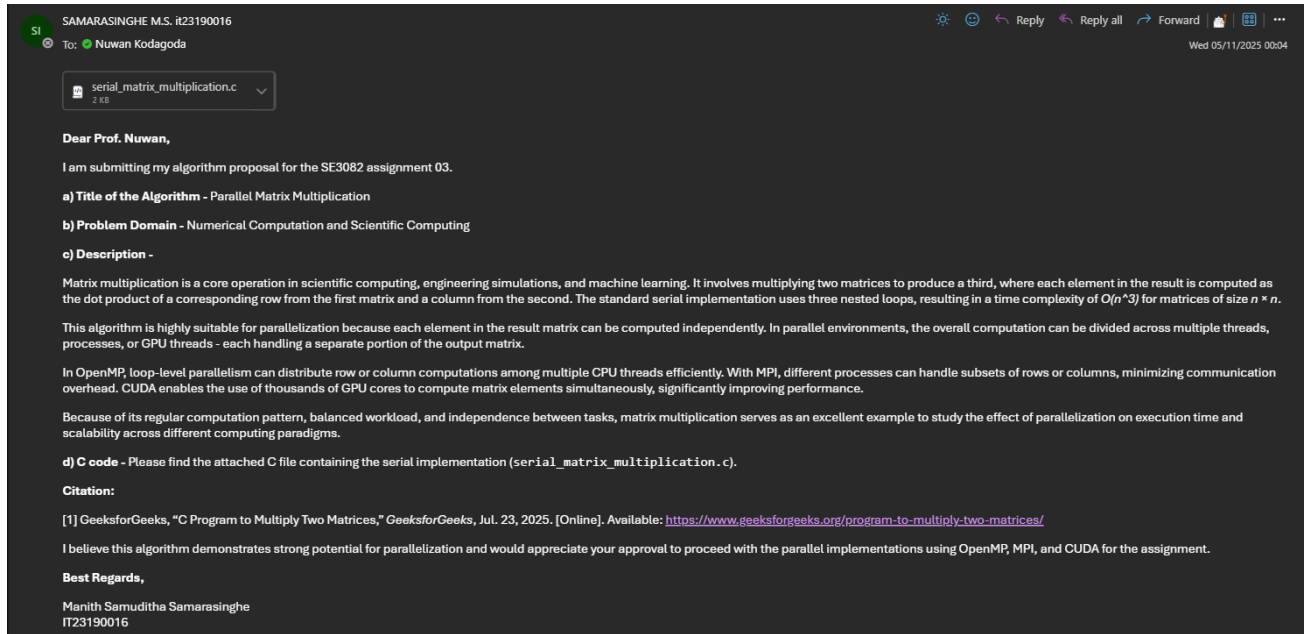 SI
SAMARASINGHE M.S. it23190016
Reply
Reply all
Forward
To: Nuwan Kodagoda
Wed 05/11/2025 00:04
serial_matrix_multiplication.c
2 KB
Dear Prof. Nuwan,
I am submitting my algorithm proposal for the SE3082 assignment 03.
a) Title of the Algorithm - Parallel Matrix Multiplication
b) Problem Domain - Numerical Computation and Scientific Computing
c) Description -
Matrix multiplication is a core operation in scientific computing, engineering simulations, and machine learning. It involves multiplying two matrices to produce a third, where each element in the result is computed as
the dot product of a corresponding row from the first matrix and a column from the second. The standard serial implementation uses three nested loops, resulting in a time complexity of O(n^3) for matrices of size n × n.
This algorithm is highly suitable for parallelization because each element in the result matrix can be computed independently. In parallel environments, the overall computation can be divided across multiple threads,
processes, or GPU threads - each handling a separate portion of the output matrix.
In OpenMP, loop-level parallelism can distribute row or column computations among multiple CPU threads efficiently. With MPI, different processes can handle subsets of rows or columns, minimizing communication
overhead. CUDA enables the use of thousands of GPU cores to compute matrix elements simultaneously, significantly improving performance.
Because of its regular computation pattern, balanced workload, and independence between tasks, matrix multiplication serves as an excellent example to study the effect of parallelization on execution time and
scalability across different computing paradigms.
d) C code - Please find the attached C file containing the serial implementation (serial_matrix_multiplication.c).
Citation:
[1] GeeksforGeeks, “C Program to Multiply Two Matrices,” GeeksforGeeks, Jul. 23, 2025. [Online]. Available: https://www.geeksforgeeks.org/program-to-multiply-two-matrices/
I believe this algorithm demonstrates strong potential for parallelization and would appreciate your approval to proceed with the parallel implementations using OpenMP, MPI, and CUDA for the assignment.
Best Regards,
Manith Samuditha Samarasinghe
IT23190016